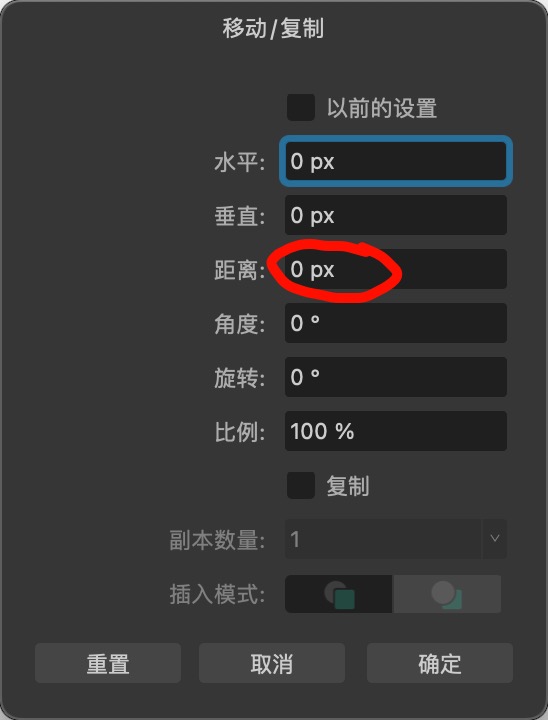 移动/复制
以前的设置
水平: 0 px
垂直: 0 px
距离: 0 px
角度: 0 °
旋转: 0 °
比例: 100 %
复制
副本数量: 1
插入模式:
重置 取消 确定